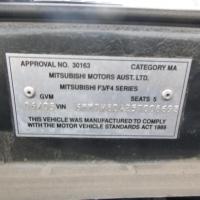 APPROVAL NO. 30163 CATEGORY MA
MITSUBISHI MOTORS AUST. LTD.
MITSUBISHI F3/F4 SERIES
GVM SEATS 5
VIN
THIS VEHICLE WAS MANUFACTURED TO COMPLY
WITH THE MOTOR VEHICLE STANDARDS ACT 1989